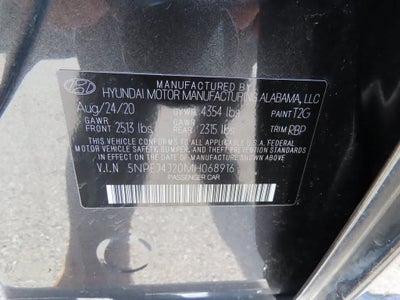 MANUFACTURED BY
HYUNDAI MOTOR MANUFACTURING ALABAMA, LLC
Aug/24/20 GVWR 4354 lbs. PAINT T2G
GAWR FRONT 2513 lbs. GAWR REAR 2315 lbs. TRIM RBP
THIS VEHICLE CONFORMS TO ALL APPLICABLE FEDERAL
MOTOR VEHICLE SAFETY, BUMPER, AND THEFT PREVENTION
STANDARDS IN EFFECT ON THE DATE OF MANUFACTURE SHOWN ABOVE.
V.I.N
PASSENGER CAR